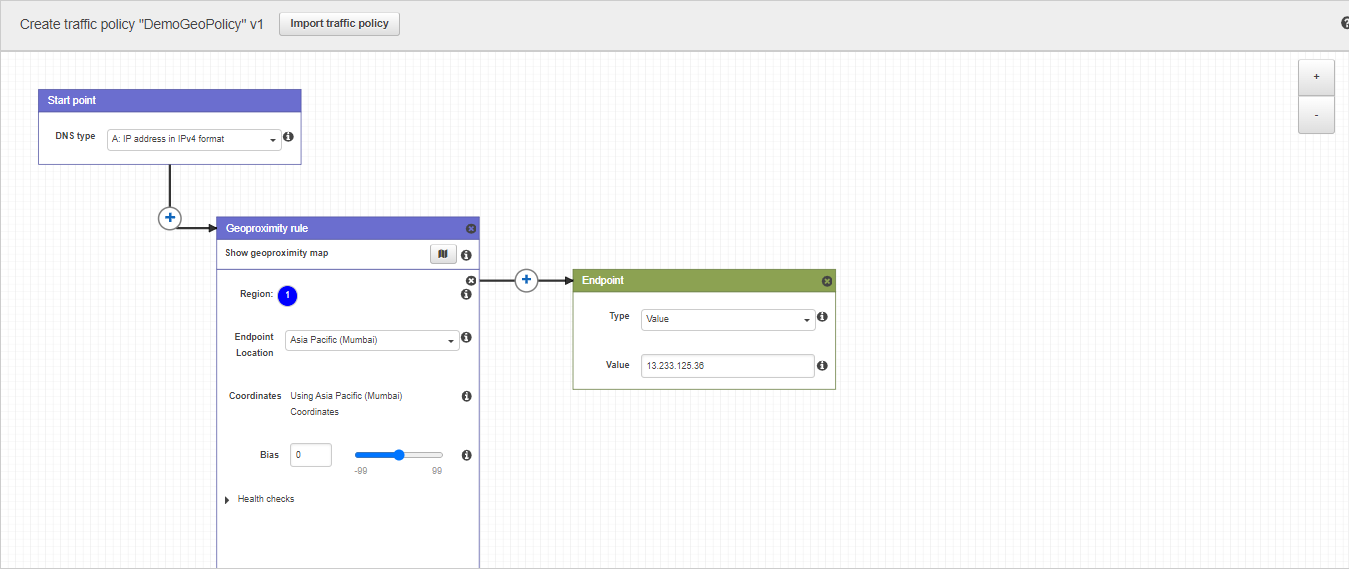 Create traffic policy "DemoGeoPolicy" v1
Import traffic policy
+
-
Start point
DNS type
A: IP address in IPv4 format
Geoproximity rule
Show geoproximity map
Region:
1
Endpoint
Location
Asia Pacific (Mumbai)
Coordinates
Using Asia Pacific (Mumbai)
Coordinates
Bias
0
-99
99
Health checks
Endpoint
Type
Value
Value
13.233.125.36